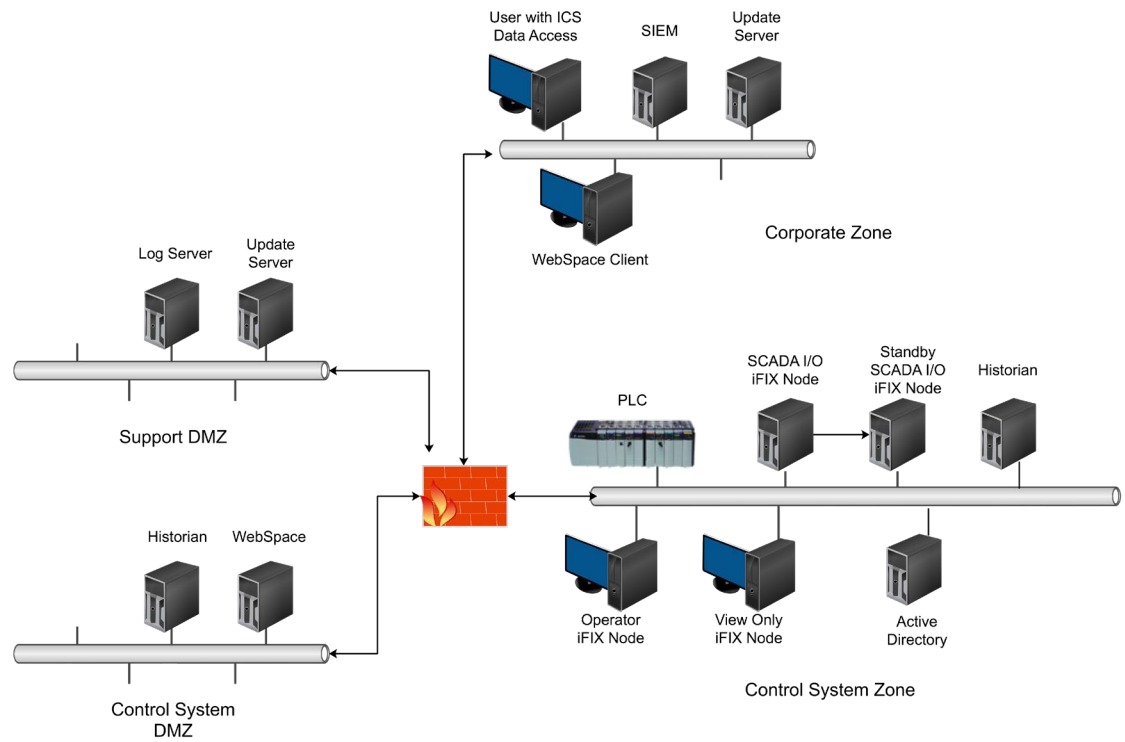 User with ICS
Data Access
SIEM
Update
Server
WebSpace Client
Corporate Zone
Log Server
Update
Server
Support DMZ
SCADA I/O
iFIX Node
Standby
SCADA I/O
iFIX Node
Historian
PLC
Historian
WebSpace
Operator
iFIX Node
View Only
iFIX Node
Active
Directory
Control System
DMZ
Control System Zone